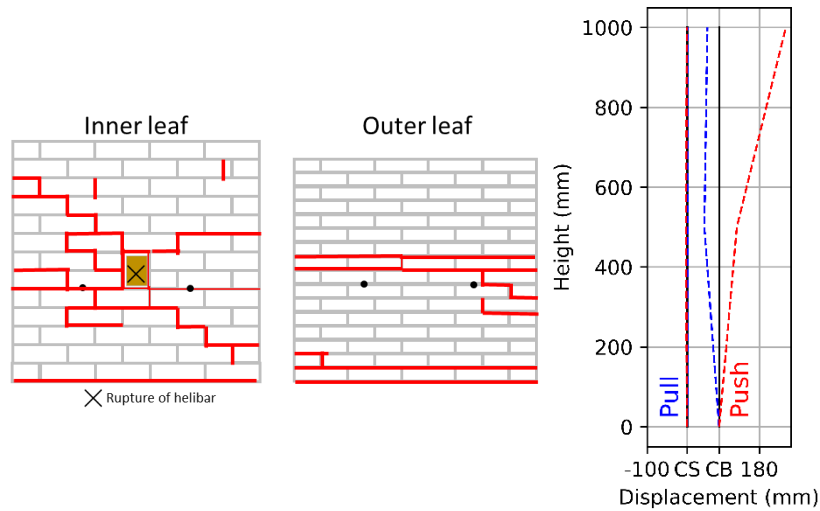 Inner leaf
Outer leaf
Rupture of helibar
1000
800
600
400
200
0
Height (mm)
Pull
Push
-100 CS CB 180
Displacement (mm)